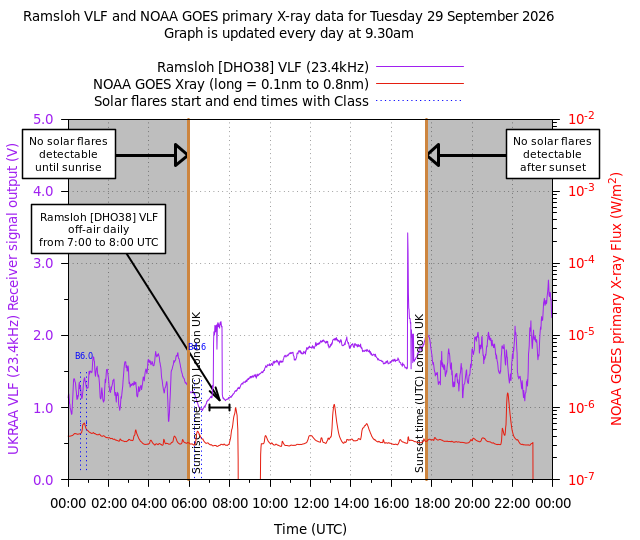 Ramsloh VLF and NOAA GOES primary X-ray data for Tuesday 29 September 2026
Graph is updated every day at 9.30am
Ramsloh [DHO38] VLF (23.4kHz)
NOAA GOES Xray (long = 0.1nm to 0.8nm)
Solar flares start and end times with Class
5.0
4.0
3.0
2.0
1.0
0.0
UKRAA VLF (23.4kHz) Receiver signal output (V)
No solar flares
detectable
until sunrise
No solar flares
detectable
after sunset
Ramsloh [DHO38] VLF
off-air daily
from 7:00 to 8:00 UTC
B6.0
Sunrise time (UTC) London UK
Sunset time (UTC) London UK
10-2
10-3
10-4
10-5
10-6
10-7
NOAA GOES primary X-ray Flux (W/m2)
00:00 02:00 04:00 06:00 08:00 10:00 12:00 14:00 16:00 18:00 20:00 22:00 00:00
Time (UTC)